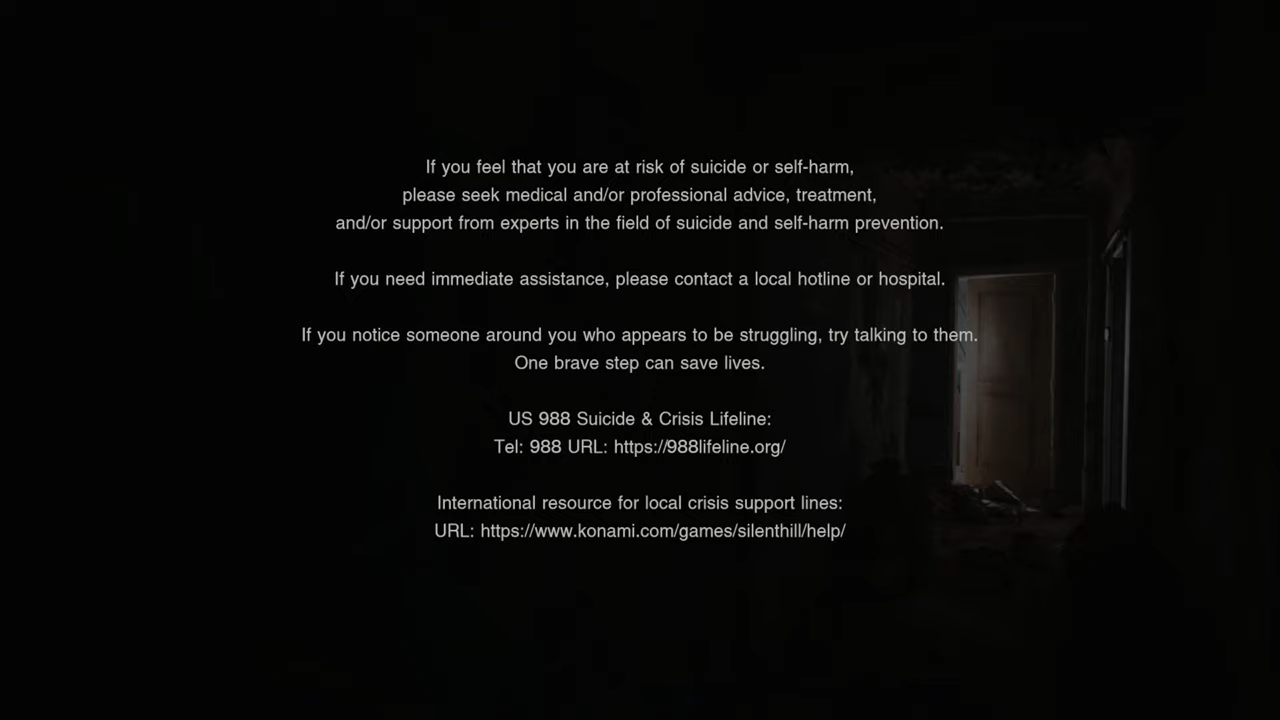 If you feel that you are at risk of suicide or self-harm,
please seek medical and/or professional advice, treatment,
and/or support from experts in the field of suicide and self-harm prevention.
If you need immediate assistance, please contact a local hotline or hospital.
If you notice someone around you who appears to be struggling, try talking to them.
One brave step can save lives.
US 988 Suicide & Crisis Lifeline:
Tel: 988 URL: https://988lifeline.org/
International resource for local crisis support lines:
URL: https://www.konami.com/games/silenthill/help/